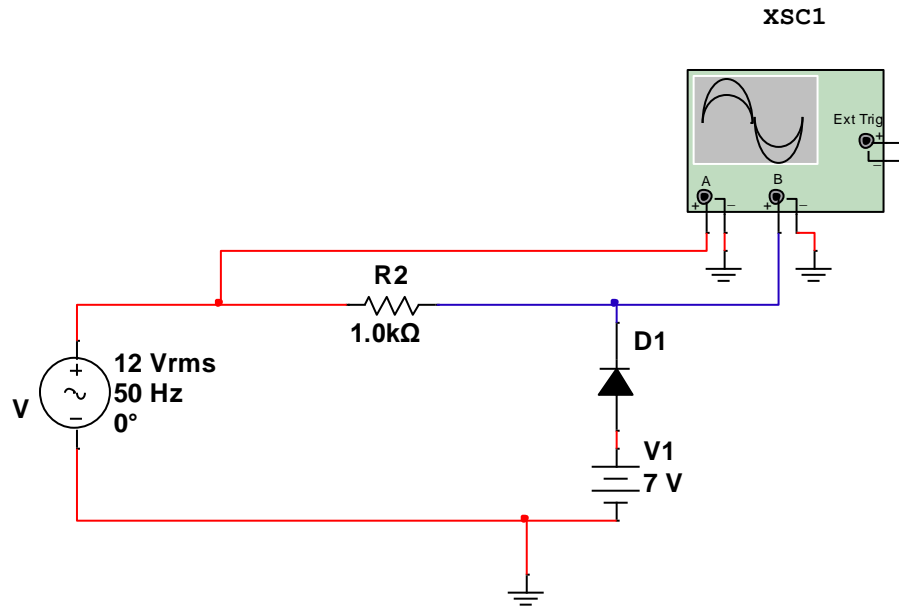 XSC1
Ext Trig
+
−
A
B
+
−
+
−
R2
1.0kΩ
D1
V
+
−
12 Vrms
50 Hz
0°
V1
7 V